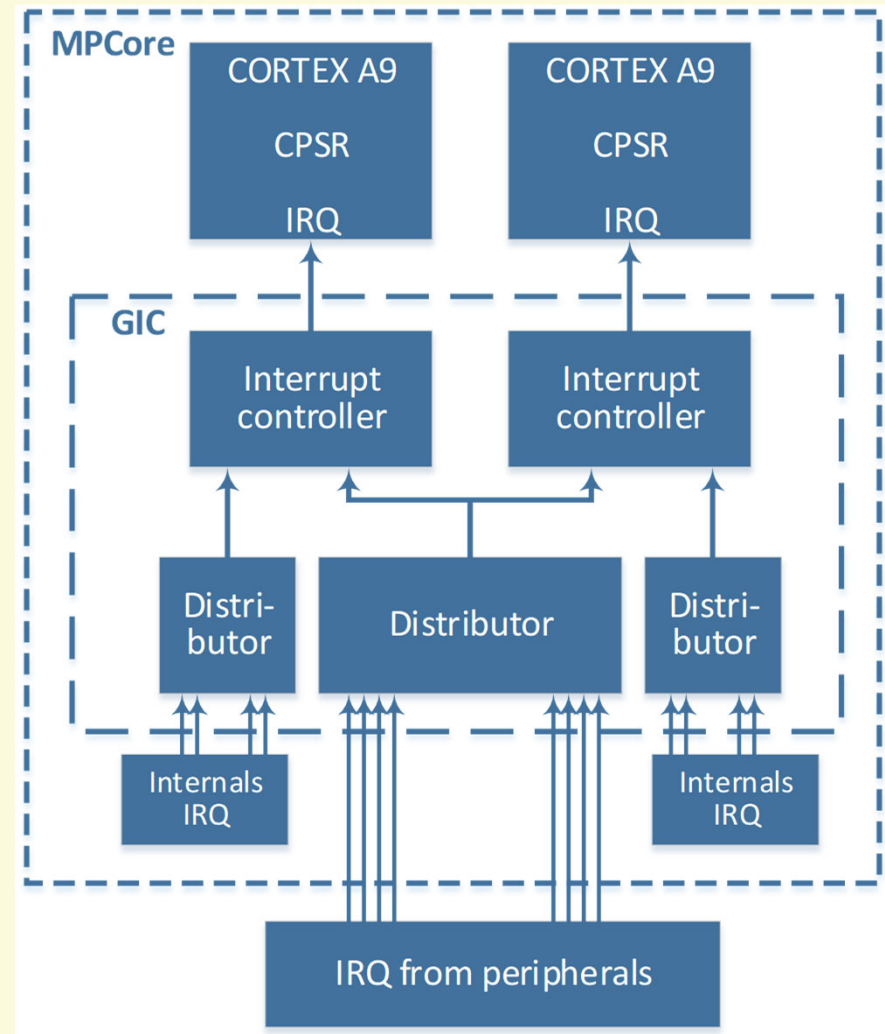 MPCore
CORTEX A9
CPSR
IRQ
CORTEX A9
CPSR
IRQ
GIC
Interrupt
controller
Interrupt
controller
Distri-
butor
Distributor
Distri-
butor
Internals
IRQ
Internals
IRQ
IRQ from peripherals